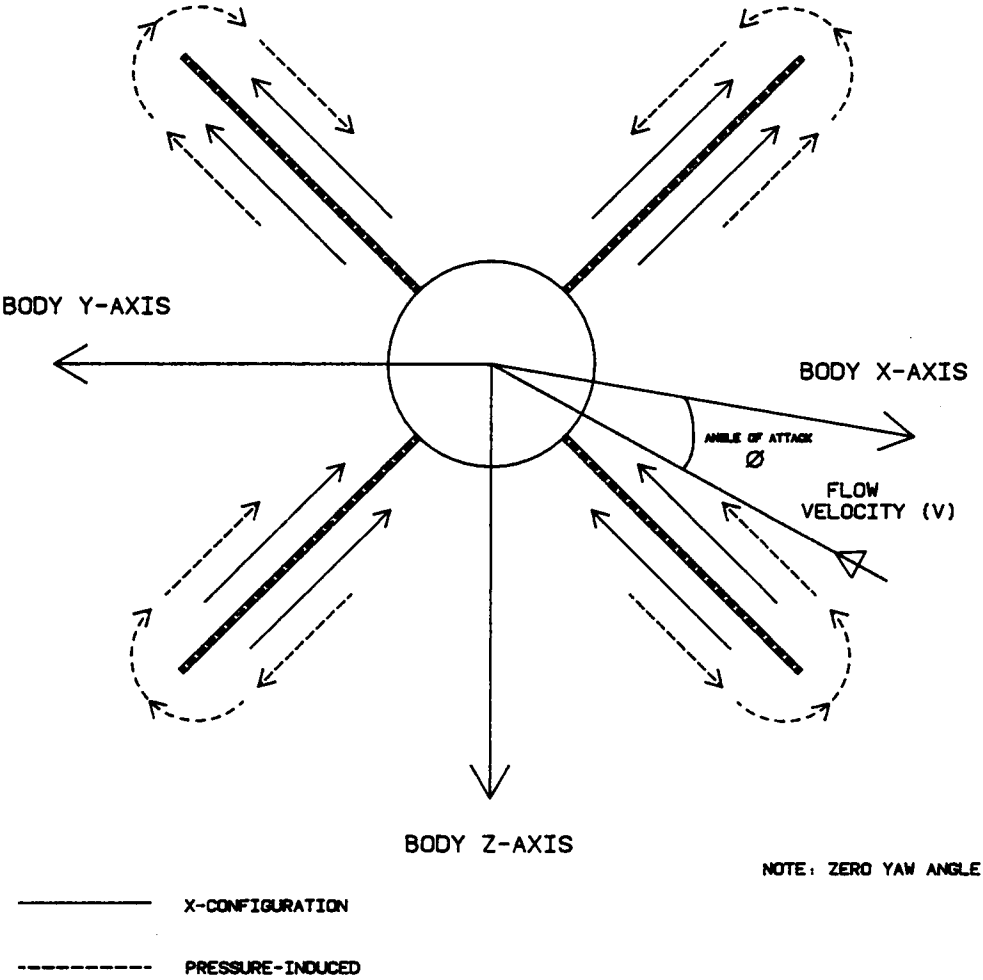 BODY Y-AXIS
BODY X-AXIS
ANGLE OF ATTACK
Ø
FLOW
VELOCITY (V)
BODY Z-AXIS
NOTE: ZERO YAW ANGLE
X-CONFIGURATION
PRESSURE-INDUCED